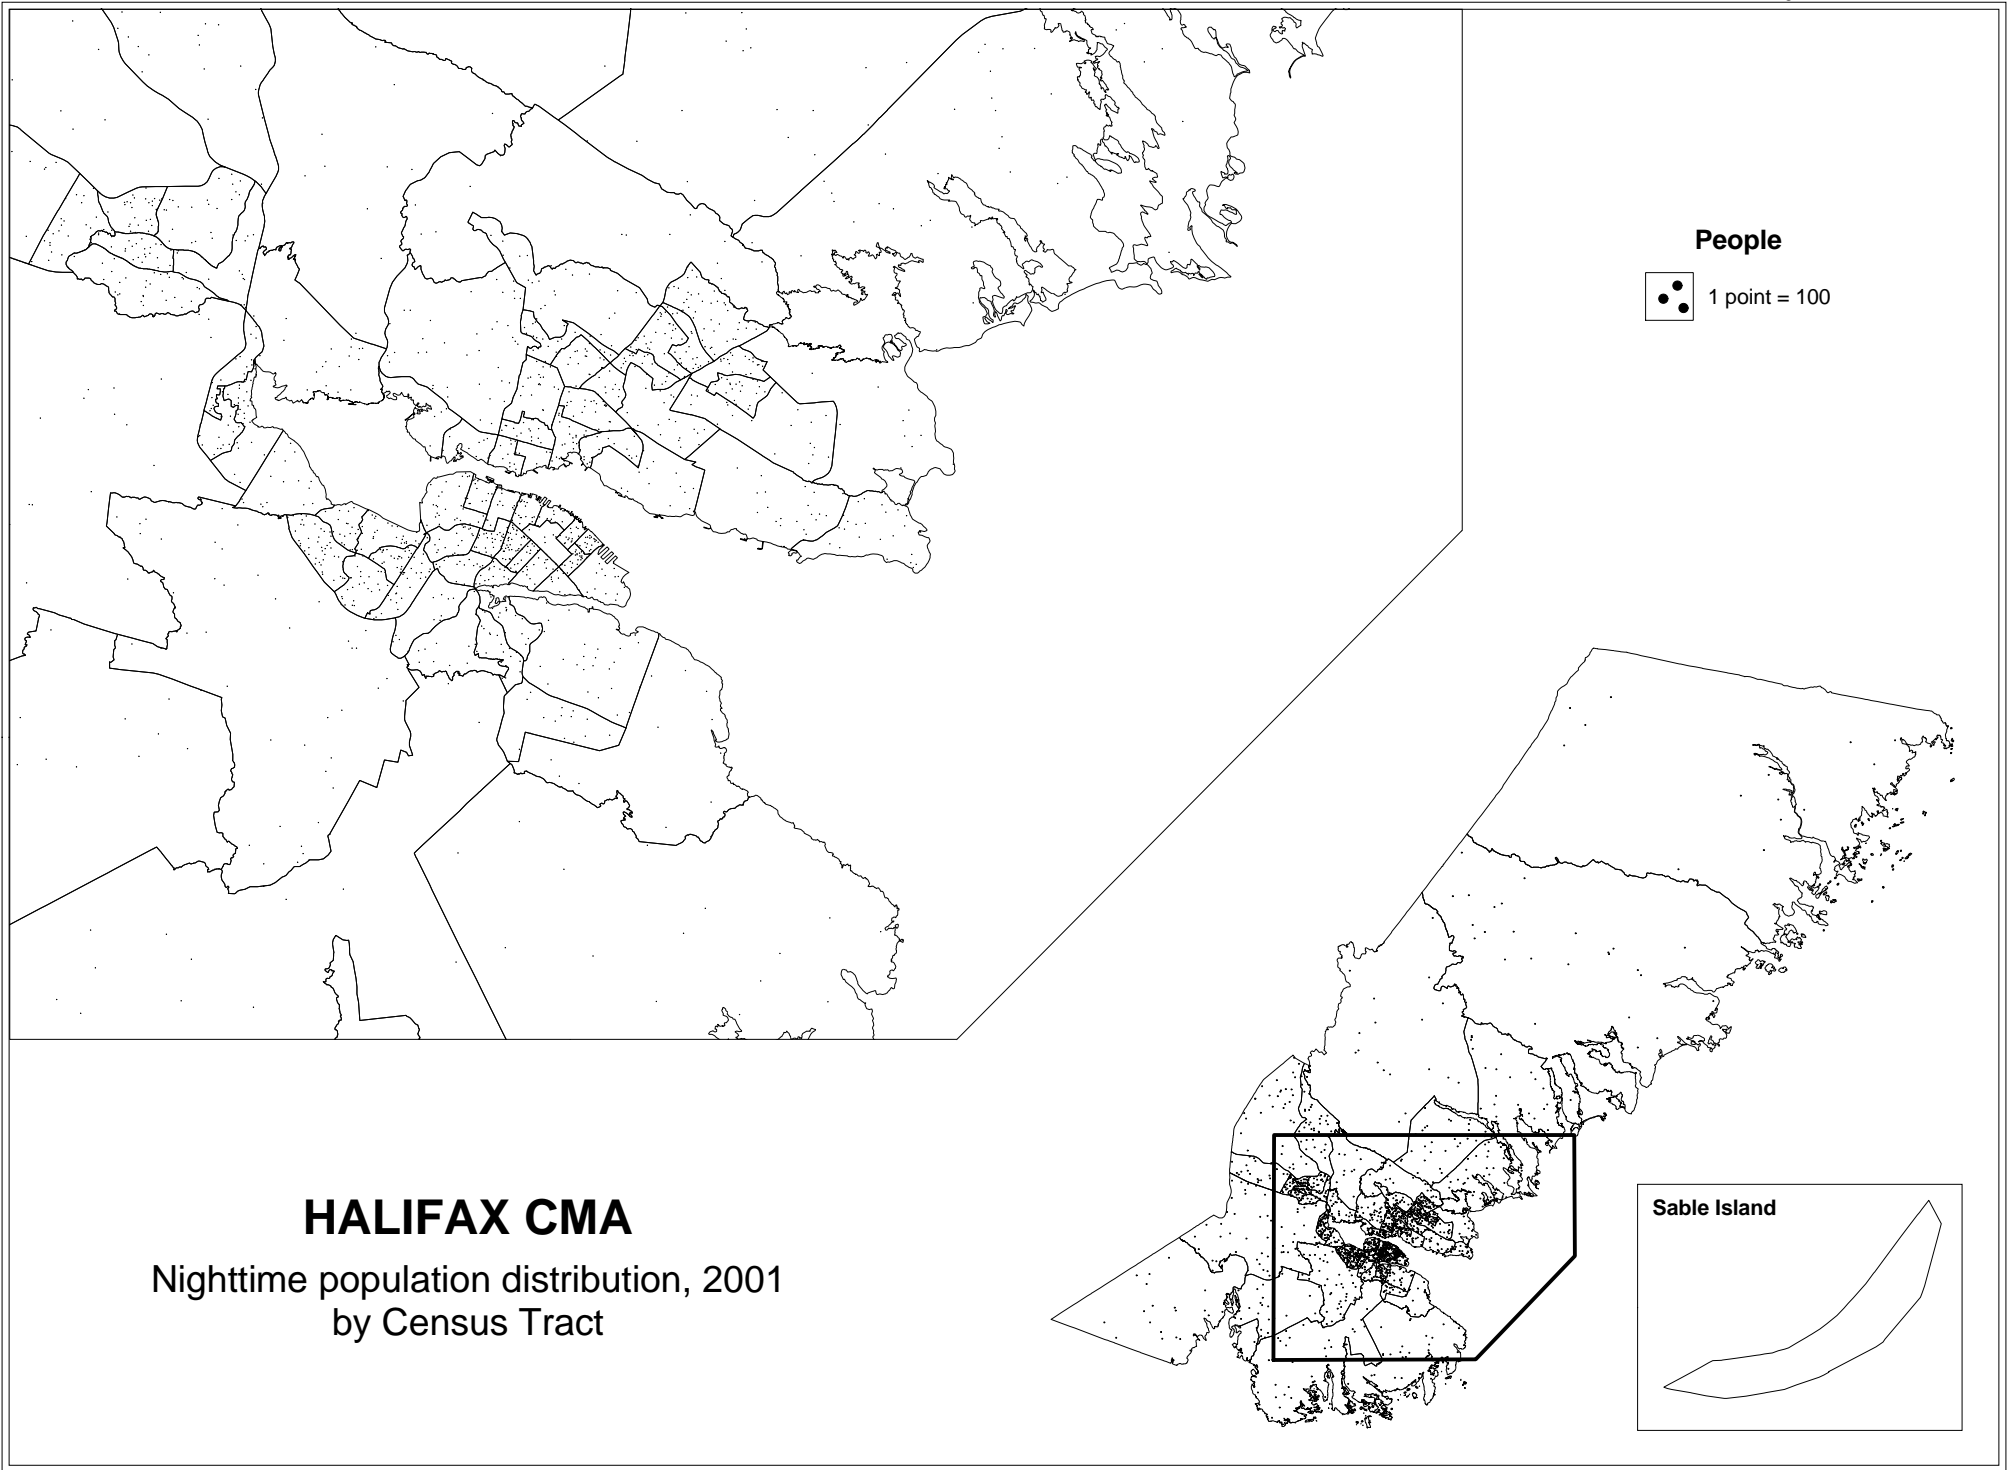 People
1 point = 100
HALIFAX CMA
Nighttime population distribution, 2001
by Census Tract
Sable Island